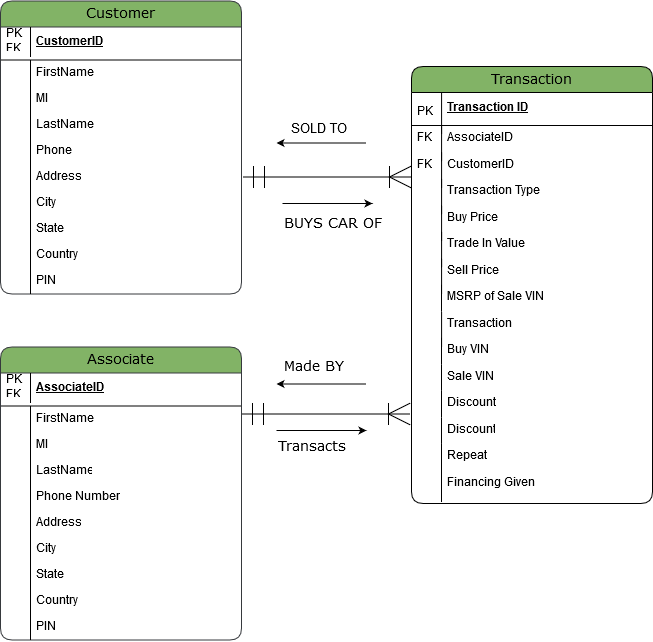 Customer
PK
FK
CustomerID
FirstName
MI
LastName
Phone
Address
City
State
Country
PIN
SOLD TO
BUYS CAR OF
Transaction
PK
Transaction ID
FK
AssociateID
FK
CustomerID
Transaction Type
Buy Price
Trade In Value
Sell Price
MSRP of Sale VIN
Transaction
Buy VIN
Sale VIN
Discount
Discount
Repeat
Financing Given
Associate
PK
FK
AssociateID
FirstName
MI
LastName
Phone Number
Address
City
State
Country
PIN
Made BY
Transacts